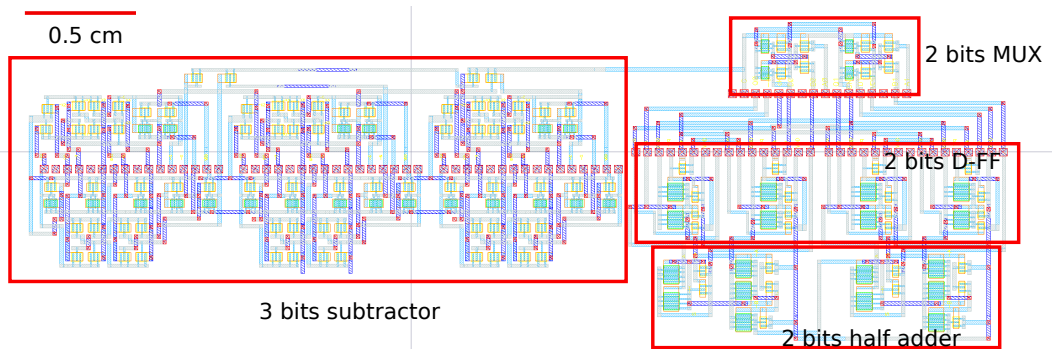 0.5 cm
2 bits MUX
2 bits D-FF
3 bits subtractor
2 bits half adder